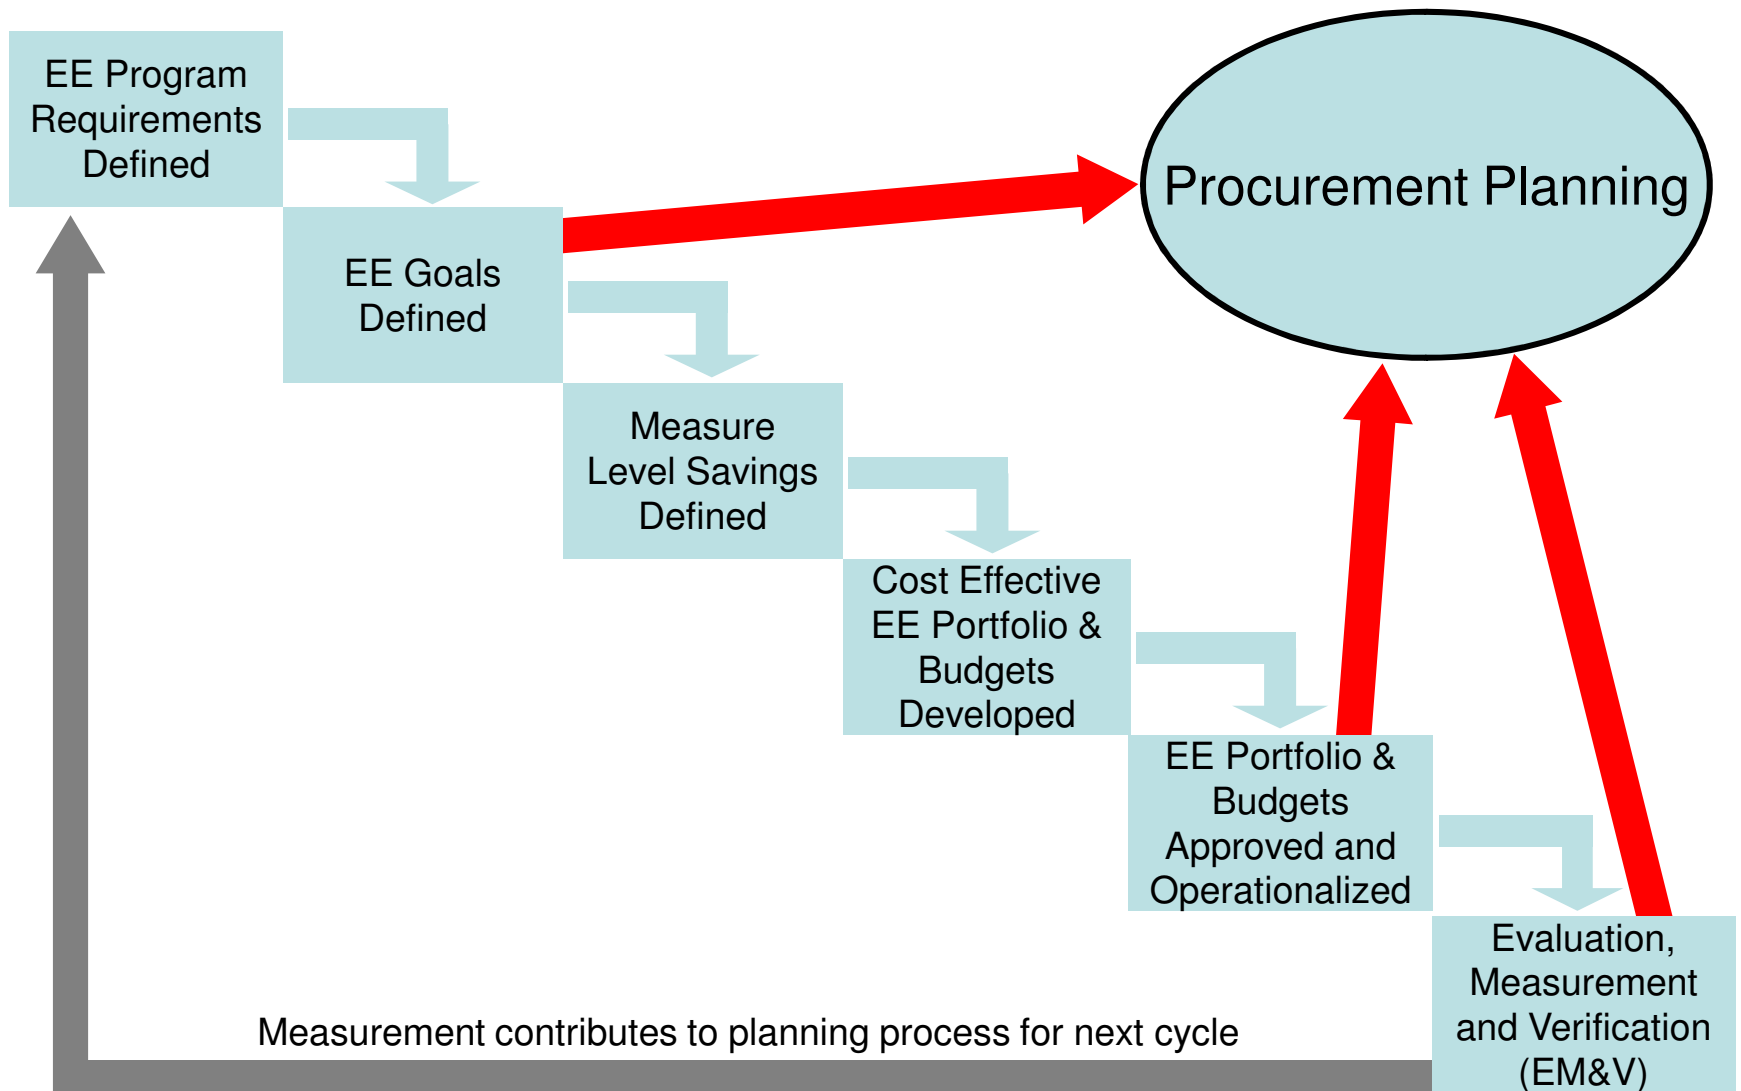 EE Program
Requirements
Defined
Procurement Planning
EE Goals
Defined
Measure
Level Savings
Defined
Cost Effective
EE Portfolio &
Budgets
Developed
EE Portfolio &
Budgets
Approved and
Operationalized
Evaluation,
Measurement
and Verification
(EM&V)
Measurement contributes to planning process for next cycle